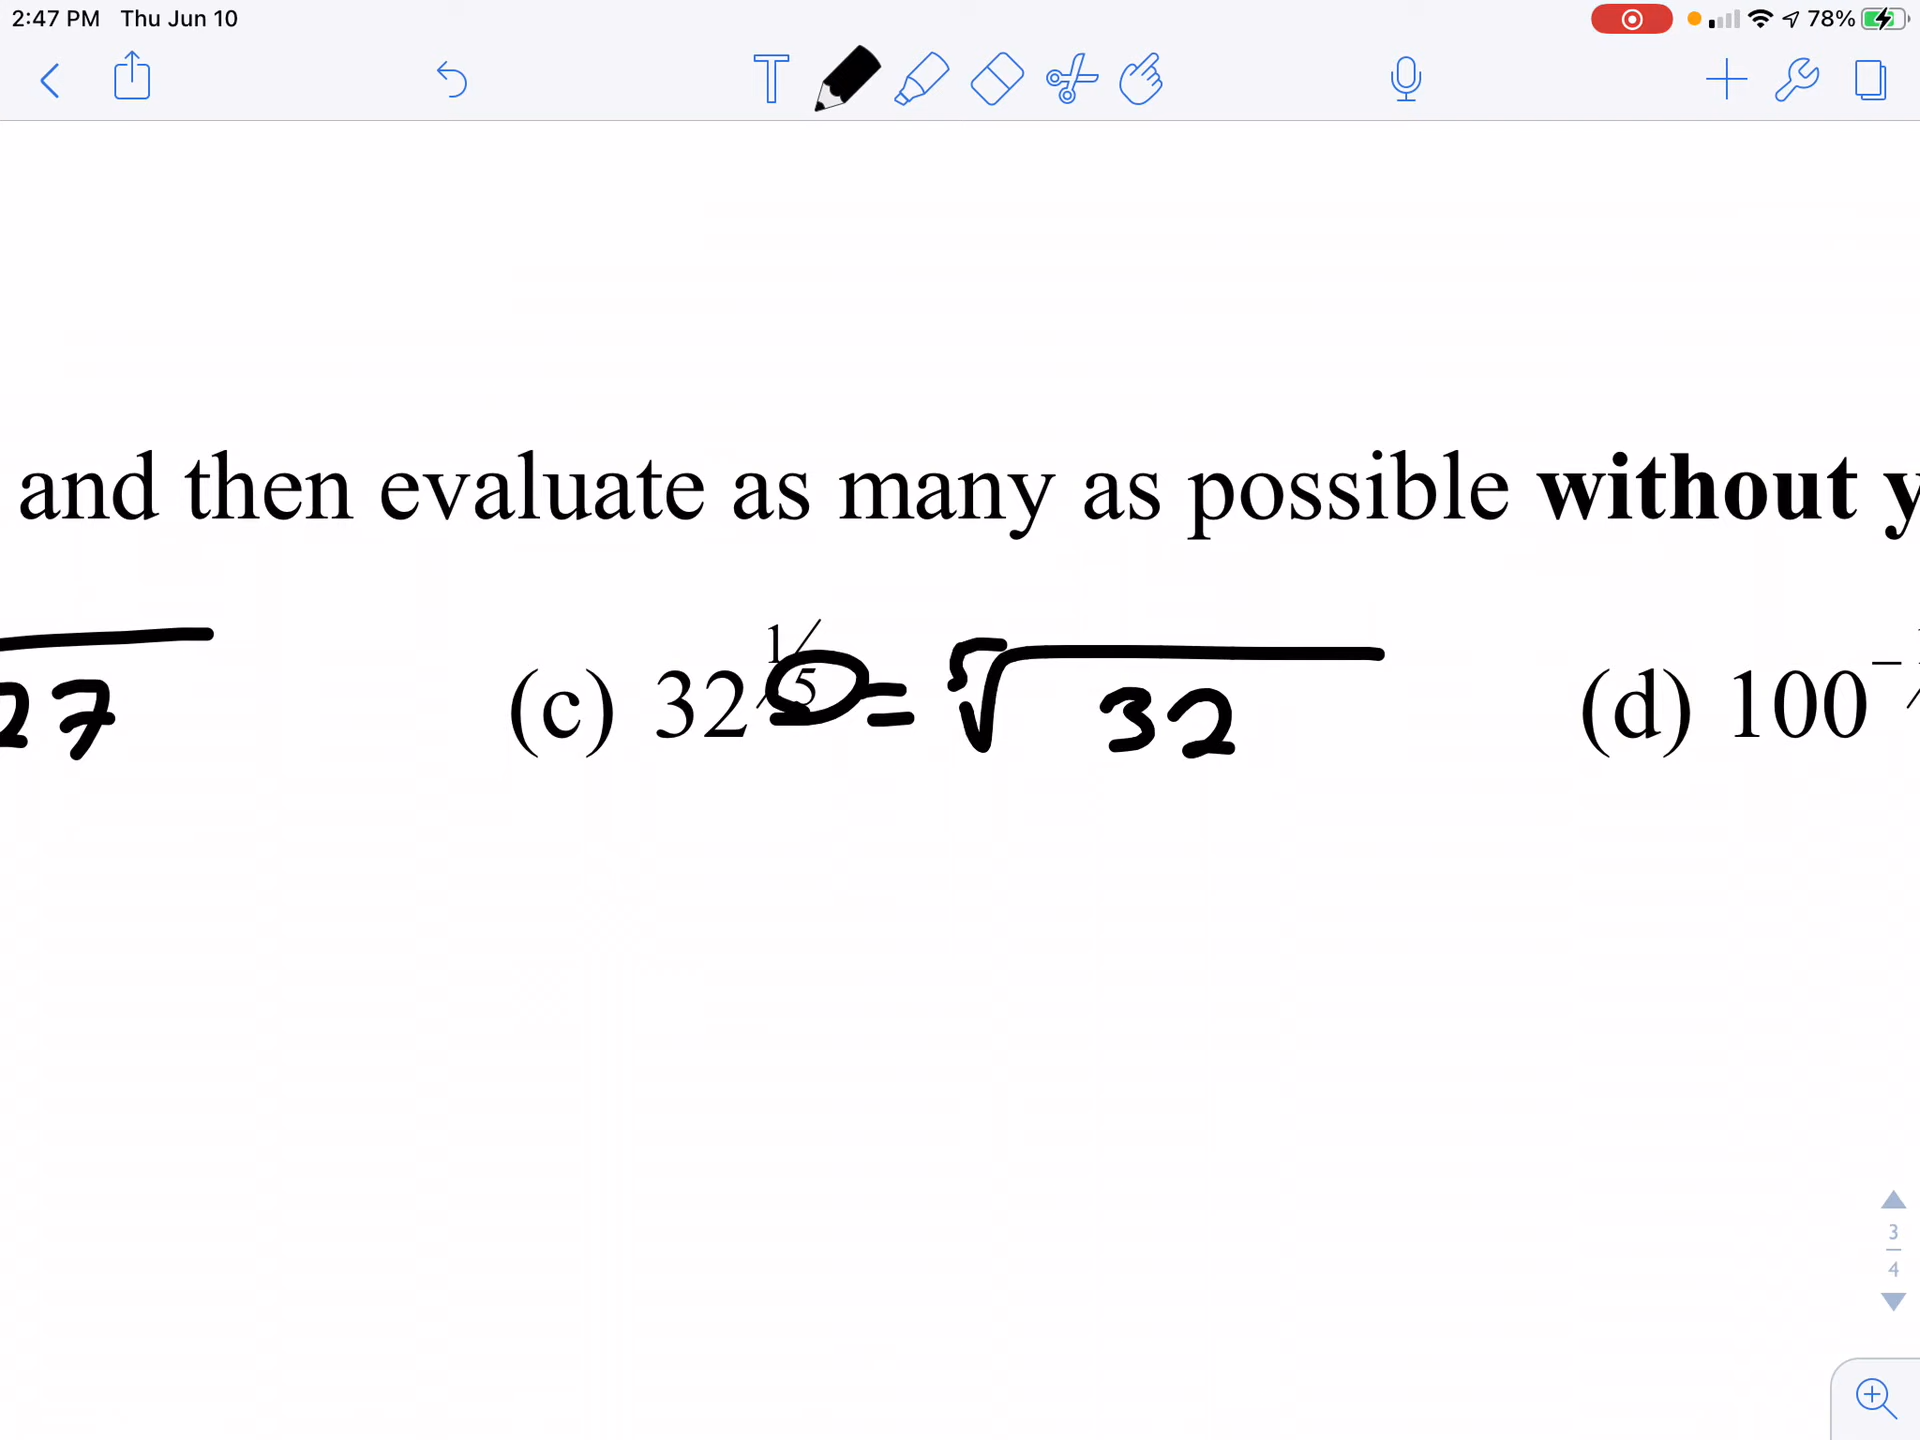 2:47 PM Thu Jun 10 78%
T
and then evaluate as many as possible without y
27 (c) 32^{1/5} = \sqrt[5]{32} (d) 100^-
3
4